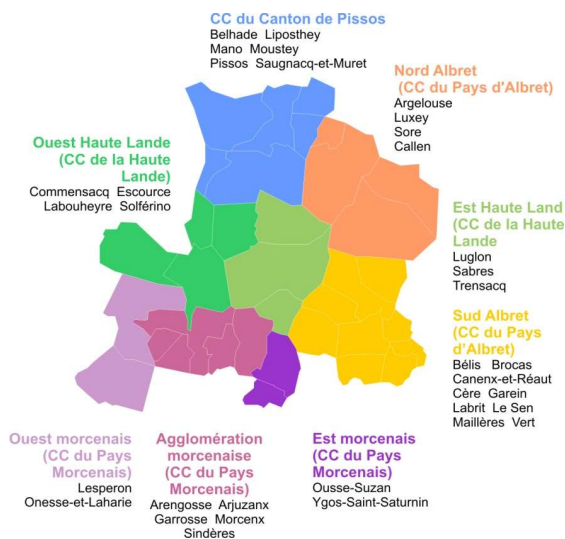 CC du Canton de Pissos
Belhade Liposthey
Mano Moustey
Pissos Saugnacq-et-Muret
Nord Albret
(CC du Pays d'Albret)
Argelouse
Luxey
Sore
Callen
Ouest Haute Lande
(CC de la Haute
Lande)
Commensacq Escource
Labouheyre Solférino
Est Haute Land
(CC de la Haute
Lande
Luglon
Sabres
Trensacq
Sud Albret
(CC du Pays
d'Albret)
Bélis Brocas
Canenx-et-Réaut
Cère Garein
Labrit Le Sen
Maillères Vert
Ouest morcenais
(CC du Pays
Morcenais)
Lesperon
Onesse-et-Laharie
Agglomération
morcenaise
(CC du Pays
Morcenais)
Arengosse Arjuzanx
Garrosse Morcenx
Sindères
Est morcenais
(CC du Pays
Morcenais)
Ousse-Suzan
Ygos-Saint-Saturnin